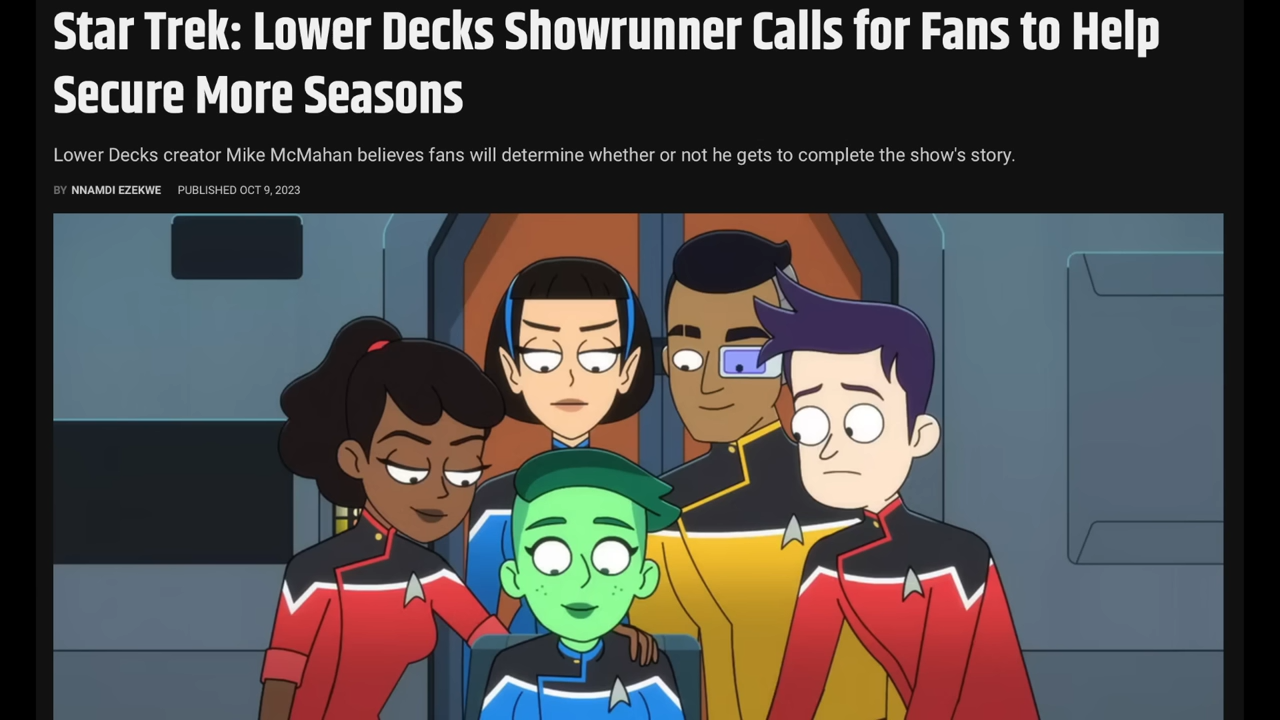 Star Trek: Lower Decks Showrunner Calls for Fans to Help
Secure More Seasons
Lower Decks creator Mike McMahan believes fans will determine whether or not he gets to complete the show's story.
BY NNAMDI EZEKWE PUBLISHED OCT 9, 2023